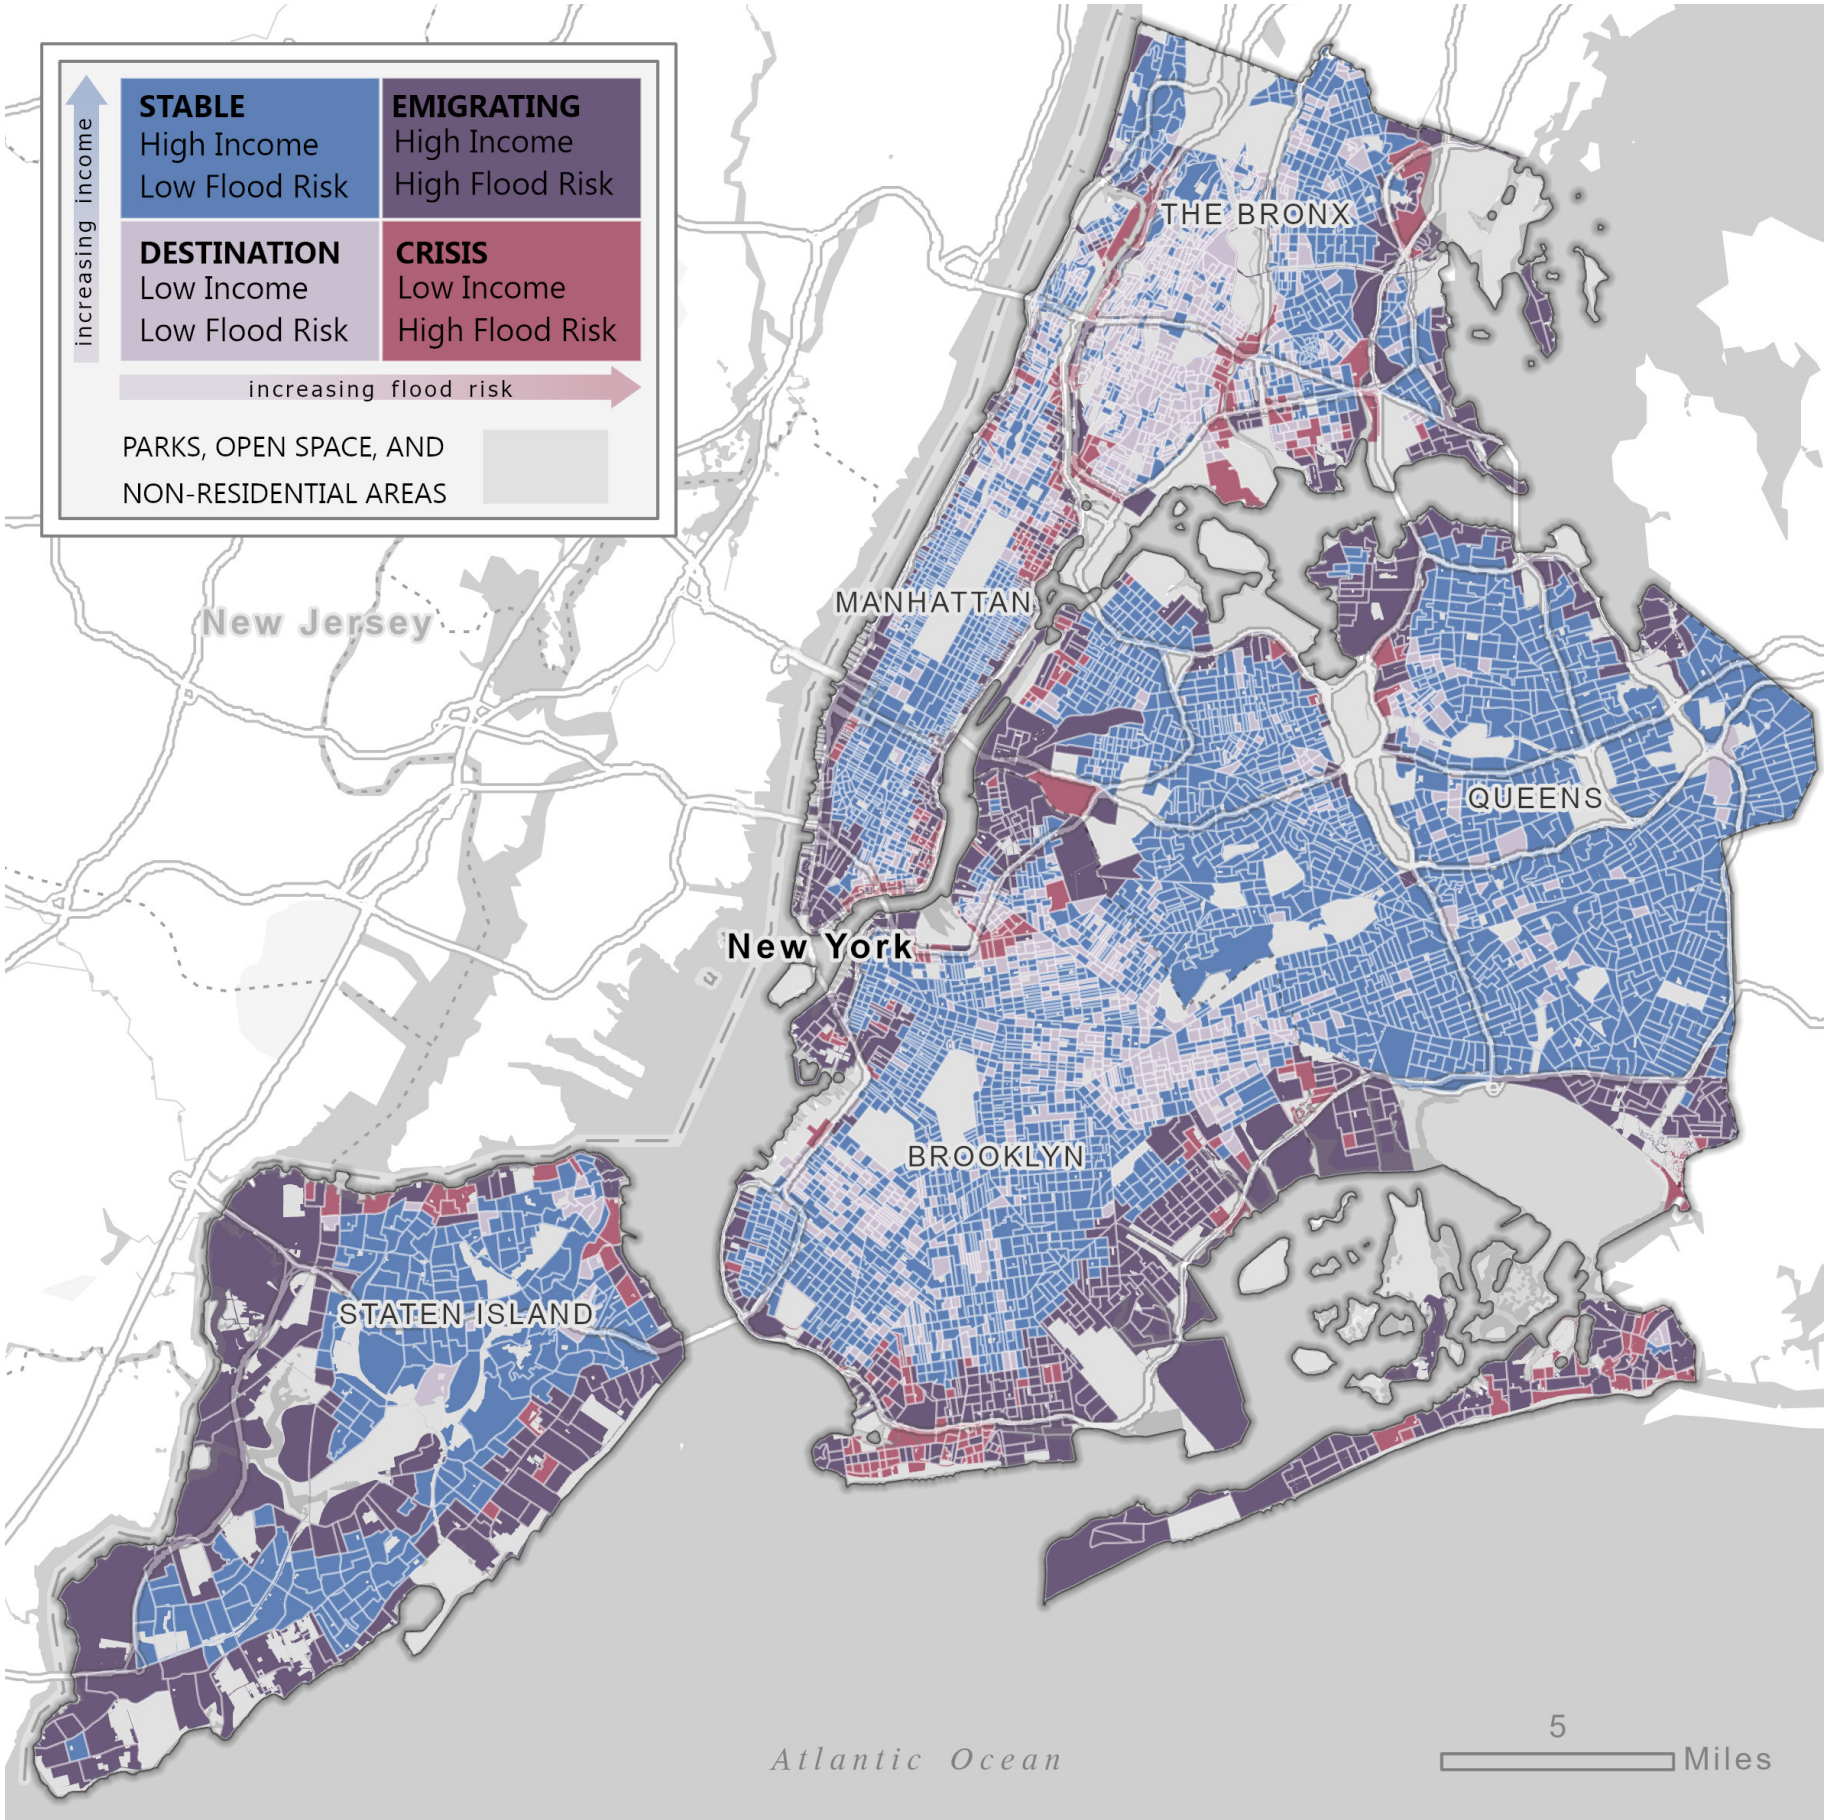 increasing income
STABLE
High Income
Low Flood Risk
EMIGRATING
High Income
High Flood Risk
DESTINATION
Low Income
Low Flood Risk
CRISIS
Low Income
High Flood Risk
increasing flood risk
PARKS, OPEN SPACE, AND
NON-RESIDENTIAL AREAS
THE BRONX
MANHATTAN
New Jersey
QUEENS
New York
BROOKLYN
STATEN ISLAND
Atlantic Ocean
5
Miles